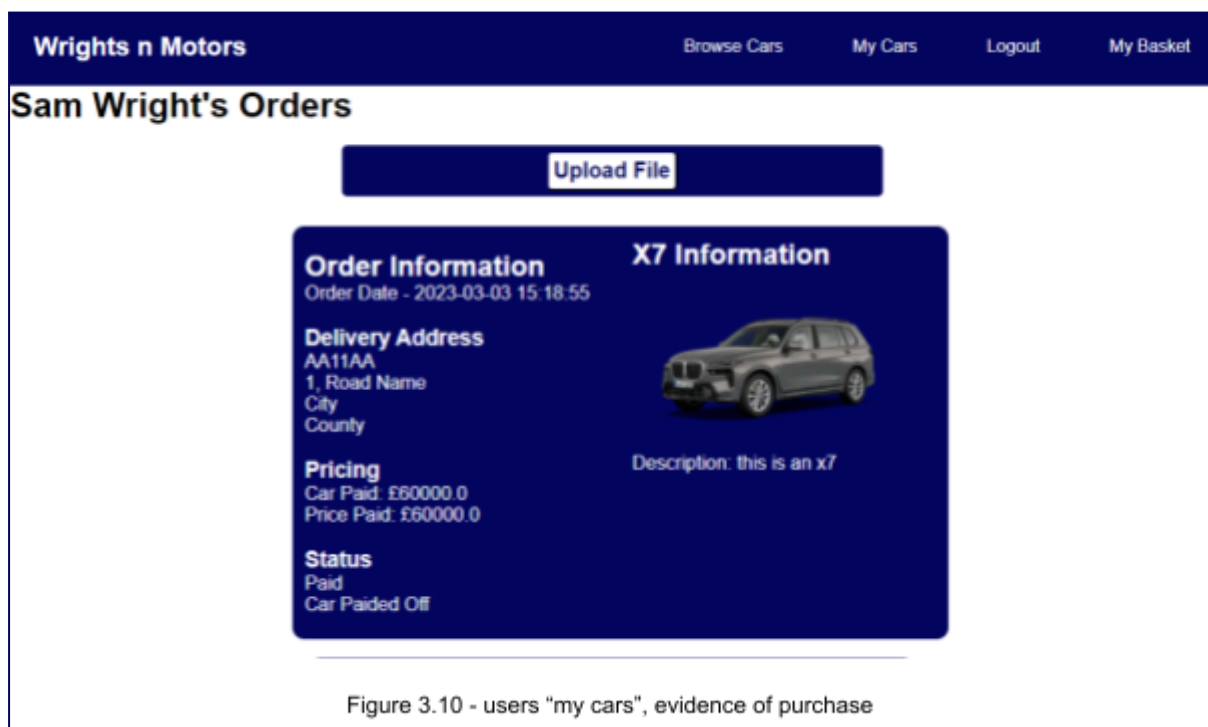 Wrights n Motors
Browse Cars
My Cars
Logout
My Basket
Sam Wright's Orders
Upload File
Order Information
Order Date - 2023-03-03 15:18:55
Delivery Address
AA11AA
1, Road Name
City
County
Pricing
Car Paid: £60000.0
Price Paid: £60000.0
Status
Paid
Car Paided Off
X7 Information
Description: this is an x7
Figure 3.10 - users “my cars”, evidence of purchase